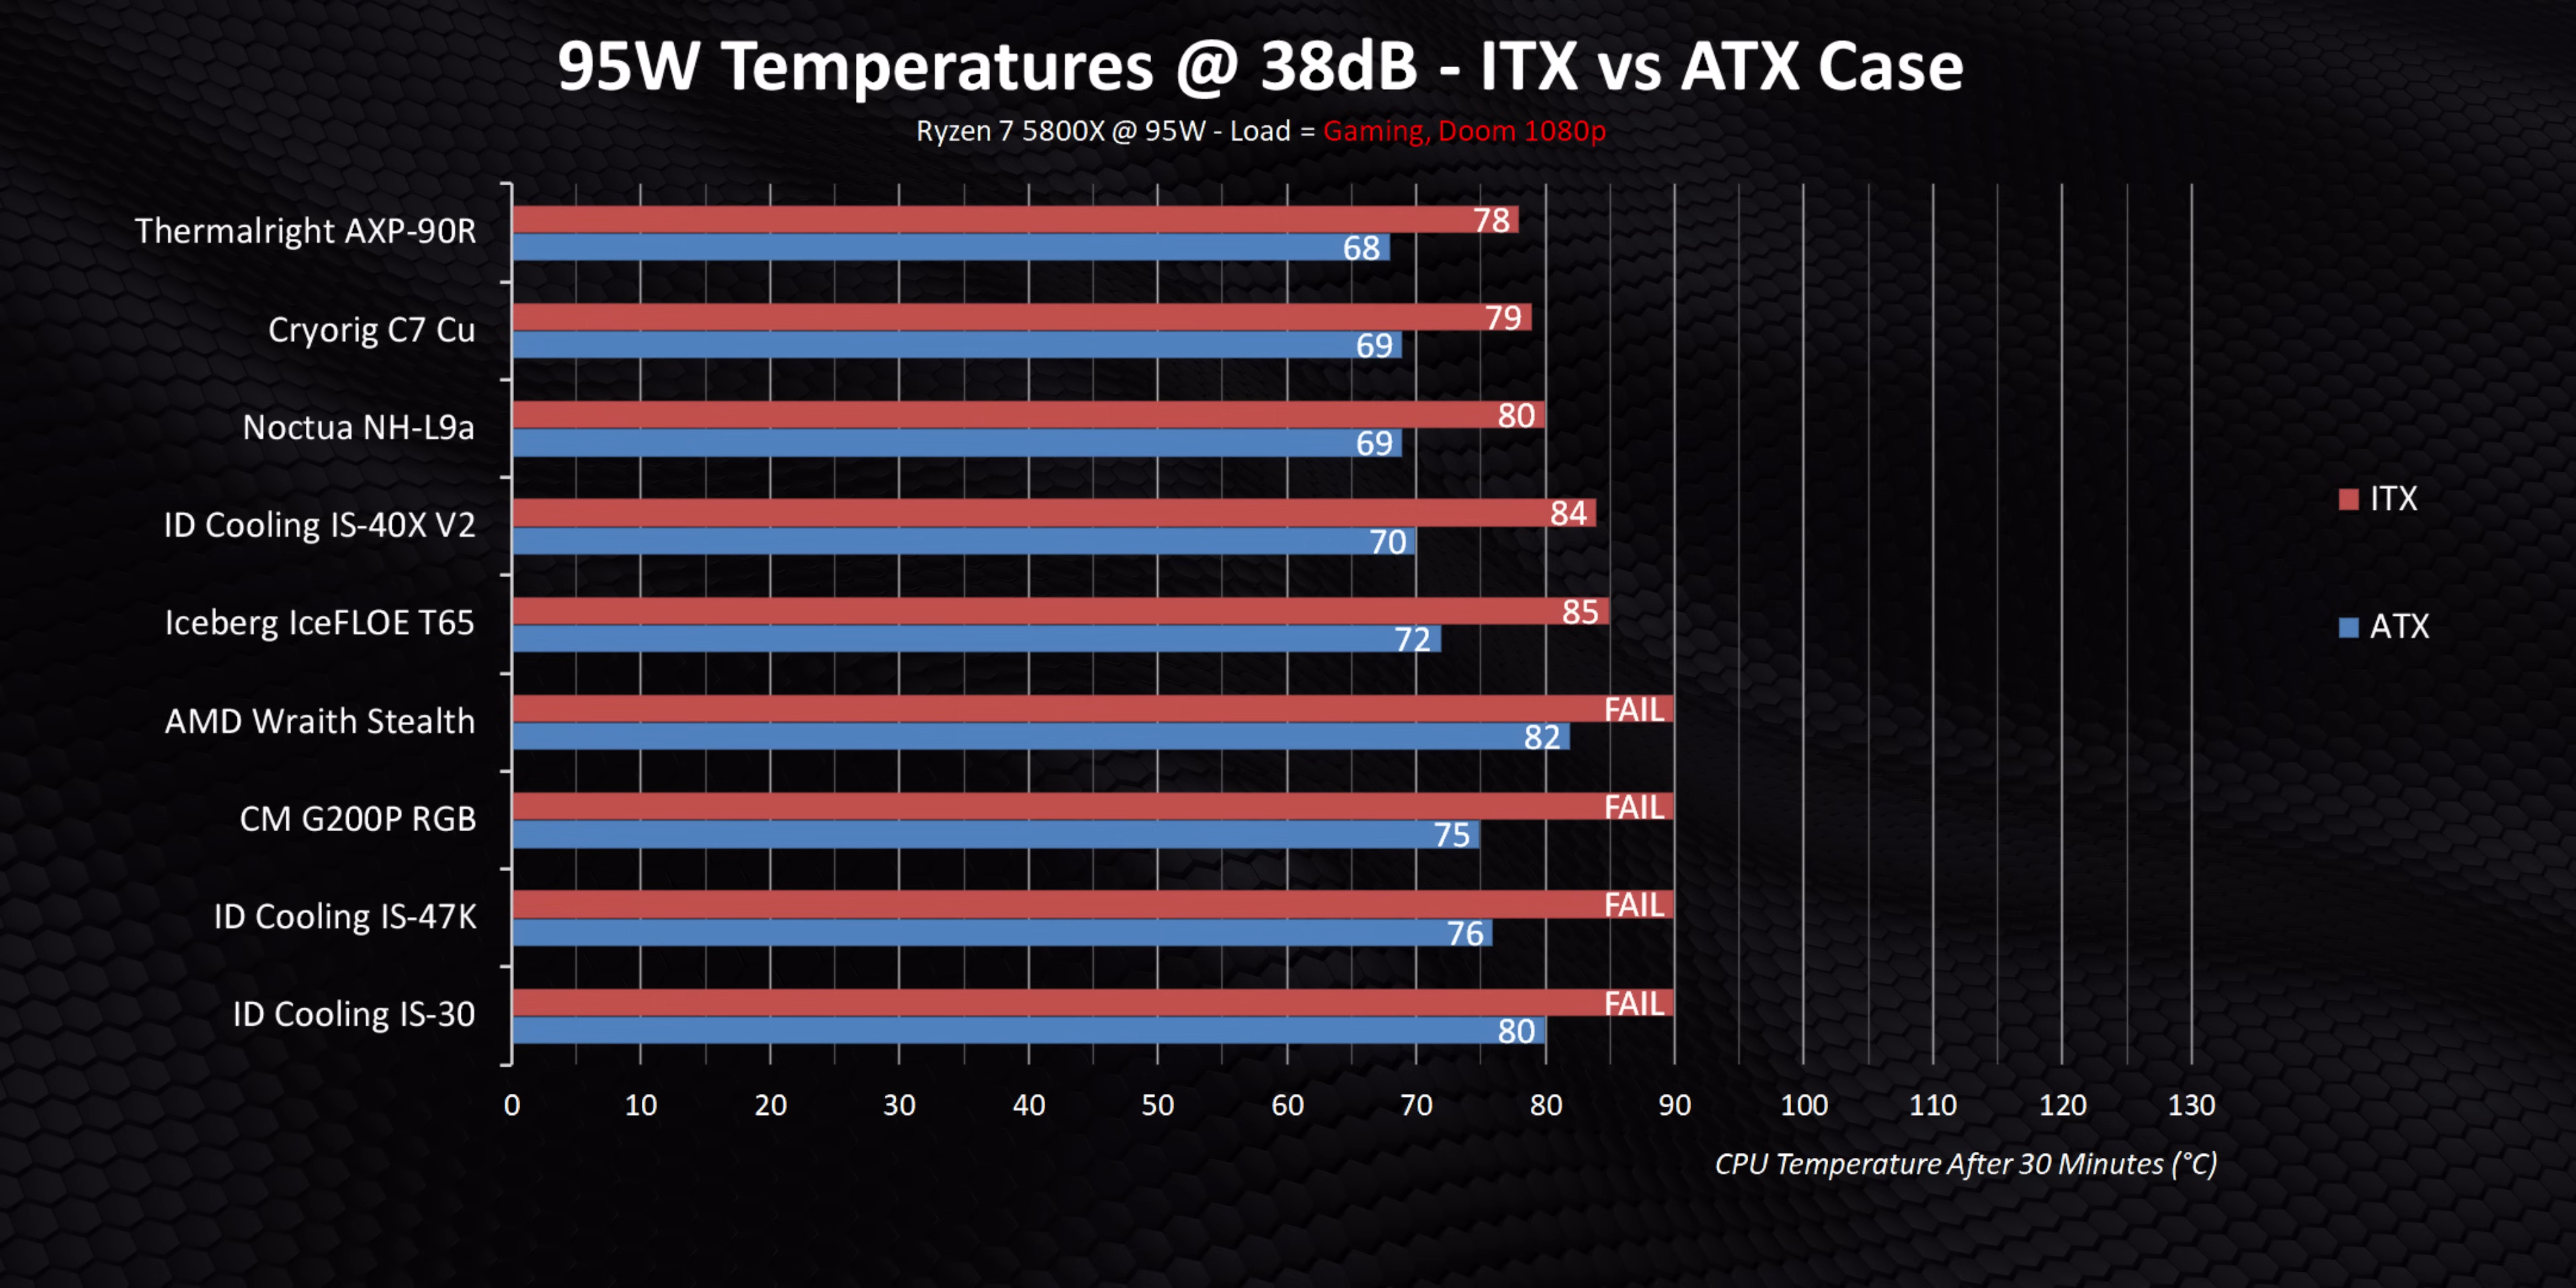 95W Temperatures @ 38dB - ITX vs ATX Case
Ryzen 7 5800X @ 95W - Load = Gaming, Doom 1080p
Thermalright AXP-90R
78
68
Cryorig C7 Cu
79
69
Noctua NH-L9a
80
69
ID Cooling IS-40X V2
84
70
Iceberg IceFLOE T65
85
72
AMD Wraith Stealth
FAIL
82
CM G200P RGB
FAIL
75
ID Cooling IS-47K
FAIL
76
ID Cooling IS-30
FAIL
80
ITX
ATX
0 10 20 30 40 50 60 70 80 90 100 110 120 130
CPU Temperature After 30 Minutes (°C)